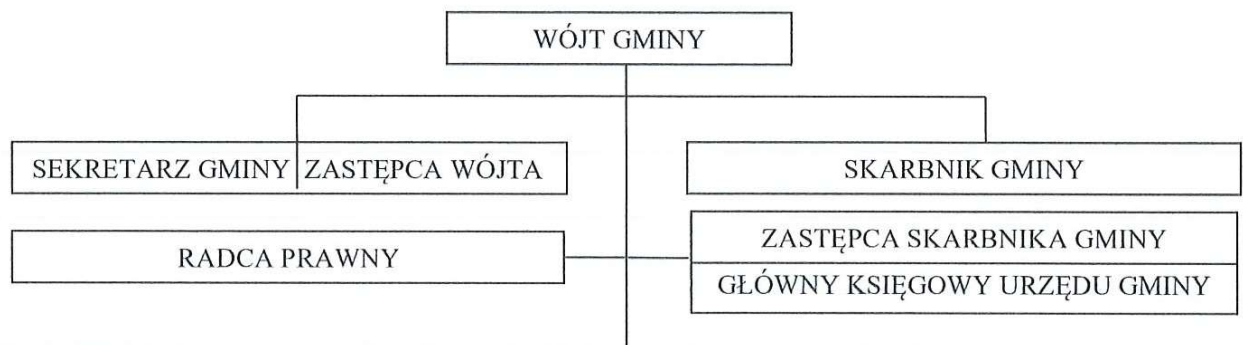 WÓJT GMINY
SEKRETARZ GMINY ZASTĘPCA WÓJTA
SKARBNIK GMINY
RADCA PRAWNY
ZASTĘPCA SKARBNIKA GMINY
GŁÓWNY KSIĘGOWY URZĘDU GMINY